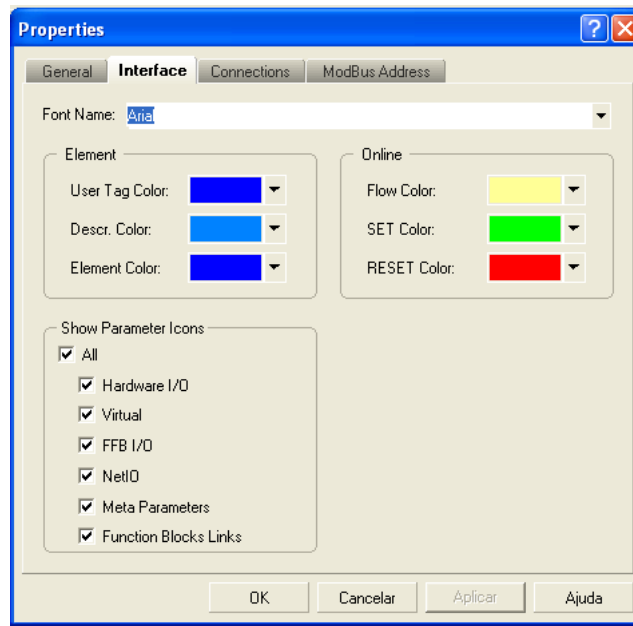 Properties
General Interface Connections ModBus Address
Font Name: Arial
Element
User Tag Color:
Descr. Color:
Element Color:
Online
Flow Color:
SET Color:
RESET Color:
Show Parameter Icons
All
Hardware I/O
Virtual
FFB I/O
NetIO
Meta Parameters
Function Blocks Links
OK Cancelar Aplicar Ajuda